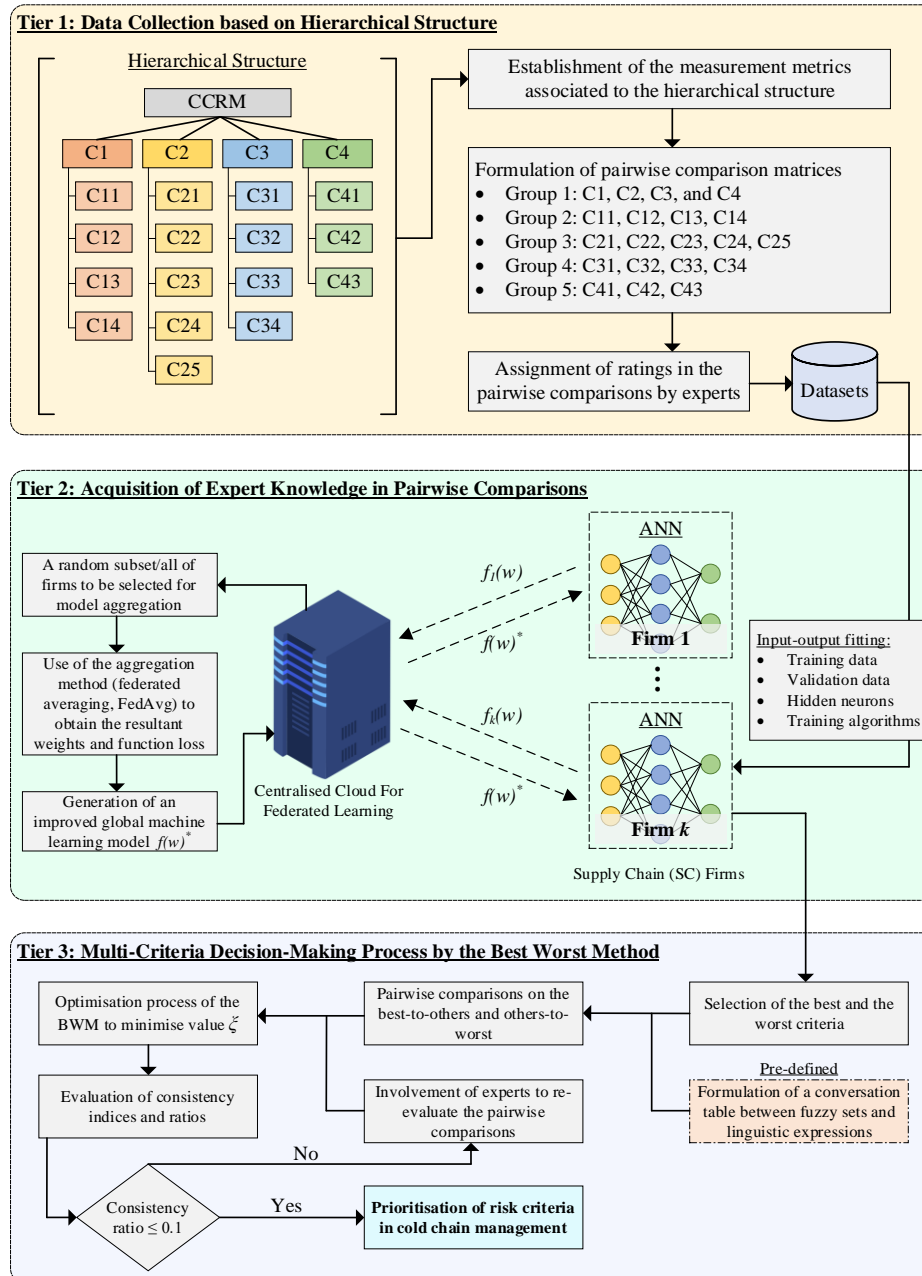 Tier 1: Data Collection based on Hierarchical Structure
Hierarchical Structure
CCRM
C1 C2 C3 C4
C11 C21 C31 C41
C12 C22 C32 C42
C13 C23 C33 C43
C14 C24 C34
C25
Establishment of the measurement metrics
associated to the hierarchical structure
Formulation of pairwise comparison matrices
• Group 1: C1, C2, C3, and C4
• Group 2: C11, C12, C13, C14
• Group 3: C21, C22, C23, C24, C25
• Group 4: C31, C32, C33, C34
• Group 5: C41, C42, C43
Assignment of ratings in the
pairwise comparisons by experts
Datasets
Tier 2: Acquisition of Expert Knowledge in Pairwise Comparisons
A random subset/all of
firms to be selected for
model aggregation
Use of the aggregation
method (federated
averaging, FedAvg) to
obtain the resultant
weights and function loss
Generation of an
improved global machine
learning model f(w)*
Centralised Cloud For
Federated Learning
f1(w)
f(w)*
fk(w)
f(w)*
ANN
Firm 1
ANN
Firm k
Supply Chain (SC) Firms
Input-output fitting:
• Training data
• Validation data
• Hidden neurons
• Training algorithms
Tier 3: Multi-Criteria Decision-Making Process by the Best Worst Method
Optimisation process of the
BWM to minimise value ξ
Pairwise comparisons on the
best-to-others and others-to-
worst
Selection of the best and the
worst criteria
Pre-defined
Formulation of a conversation
table between fuzzy sets and
linguistic expressions
Evaluation of consistency
indices and ratios
Involvement of experts to re-
evaluate the pairwise
comparisons
No
Consistency
ratio ≤ 0.1
Yes
Prioritisation of risk criteria
in cold chain management